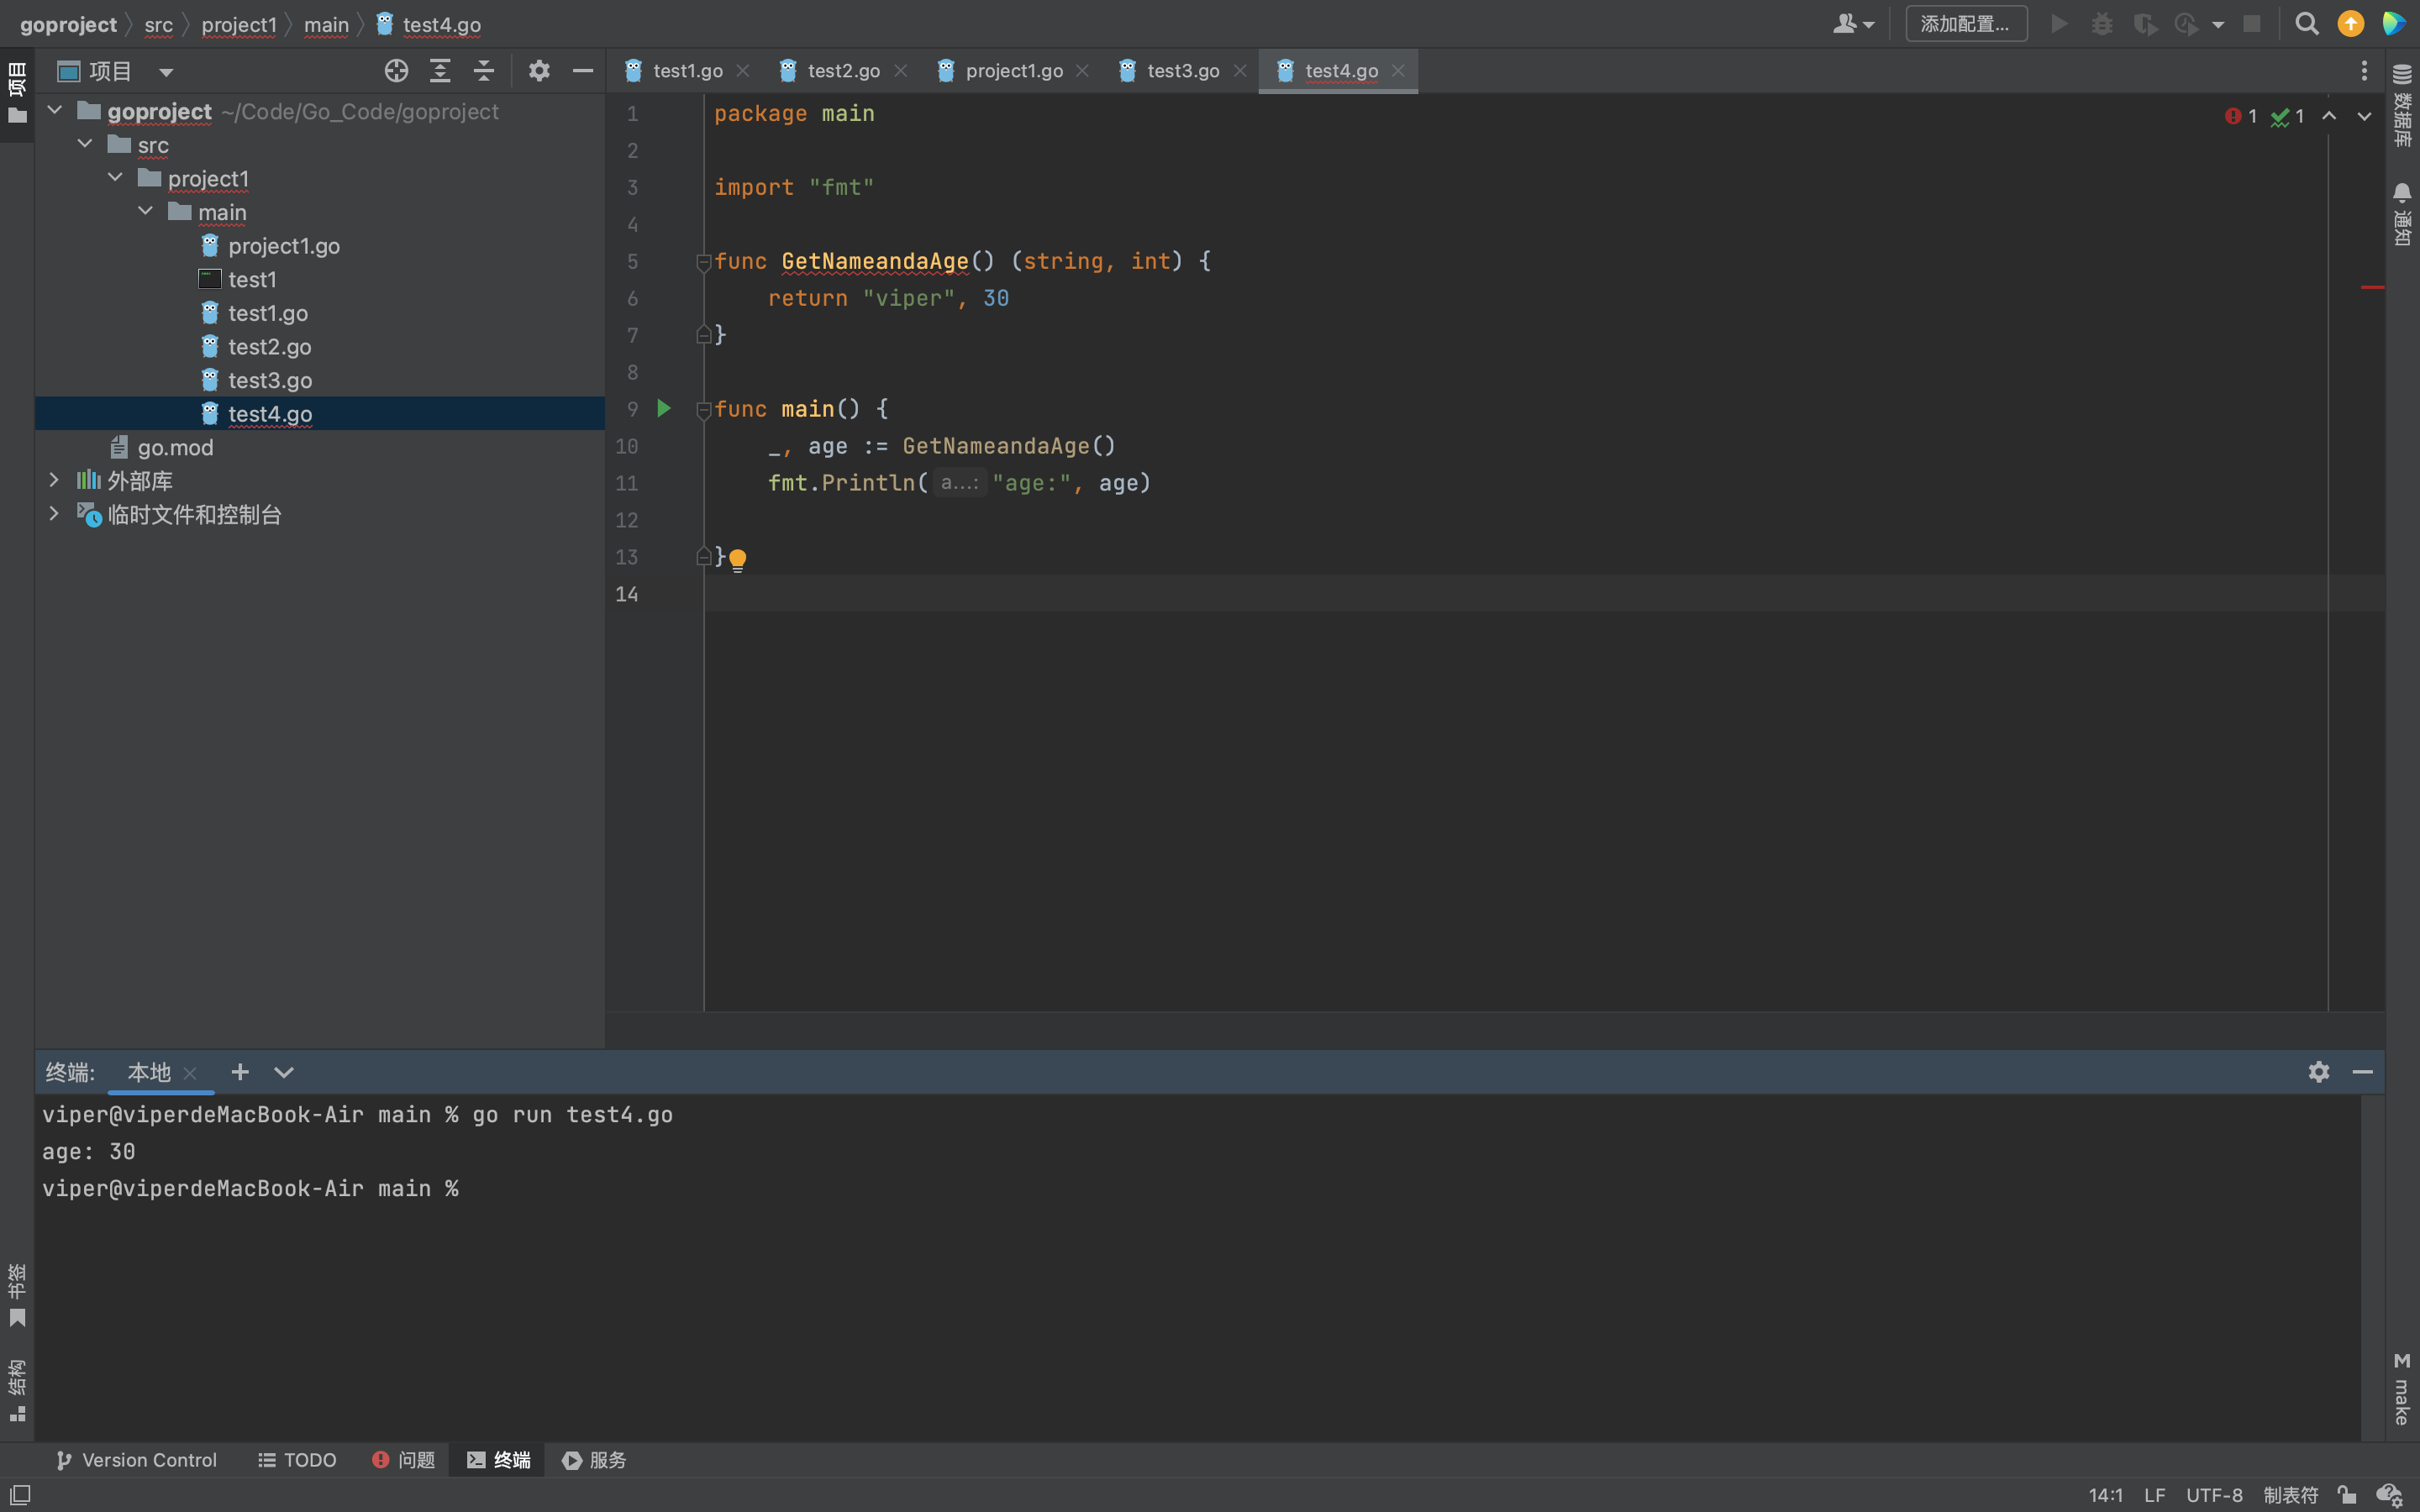 goproject src project1 main test4.go 添加配置...
项目 项目 test1.go test2.go project1.go test3.go test4.go
goproject ~/Code/Go_Code/goproject
src
project1
main
project1.go
test1
test1.go
test2.go
test3.go
test4.go
go.mod
外部库
临时文件和控制台
1 package main
2
3 import "fmt"
4
5 func GetNameandaAge() (string, int) {
6 return "viper", 30
7 }
8
9 func main() {
10 _, age := GetNameandaAge()
11 fmt.Println( a...: "age:", age)
12
13 }
14
1 1
数据库
通知
终端: 本地
viper@viperdeMacBook-Air main % go run test4.go
age: 30
viper@viperdeMacBook-Air main %
书签
结构
M make
Version Control TODO 问题 终端 服务
14:1 LF UTF-8 制表符